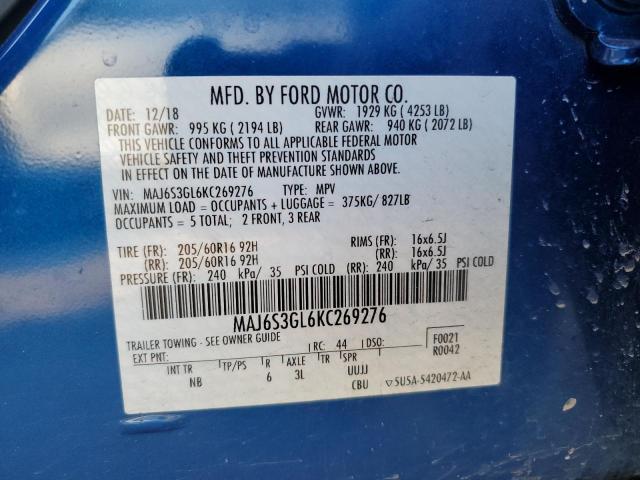 MFD. BY FORD MOTOR CO.
DATE: 12/18 GVWR: 1929 KG (4253 LB)
FRONT GAWR: 995 KG (2194 LB) REAR GAWR: 940 KG (2072 LB)
THIS VEHICLE CONFORMS TO ALL APPLICABLE FEDERAL MOTOR
VEHICLE SAFETY AND THEFT PREVENTION STANDARDS
IN EFFECT ON THE DATE OF MANUFACTURE SHOWN ABOVE.
VIN: MAJ6S3GL6KC269276 TYPE: MPV
MAXIMUM LOAD = OCCUPANTS + LUGGAGE = 375KG/ 827LB
OCCUPANTS = 5 TOTAL; 2 FRONT, 3 REAR
TIRE (FR): 205/60R16 92H RIMS (FR): 16x6.5J
(RR): 205/60R16 92H (RR): 16x6.5J
PRESSURE (FR): 240 kPa/ 35 PSI COLD (RR): 240 kPa/ 35 PSI COLD
MAJ6S3GL6KC269276
TRAILER TOWING - SEE OWNER GUIDE
EXT PNT: RC: 44 DSO: F0021
R0042
INT TR TP/PS R AXLE TR SPR
NB 6 3L UUJJ
CBU ▽SU5A-5420472-AA